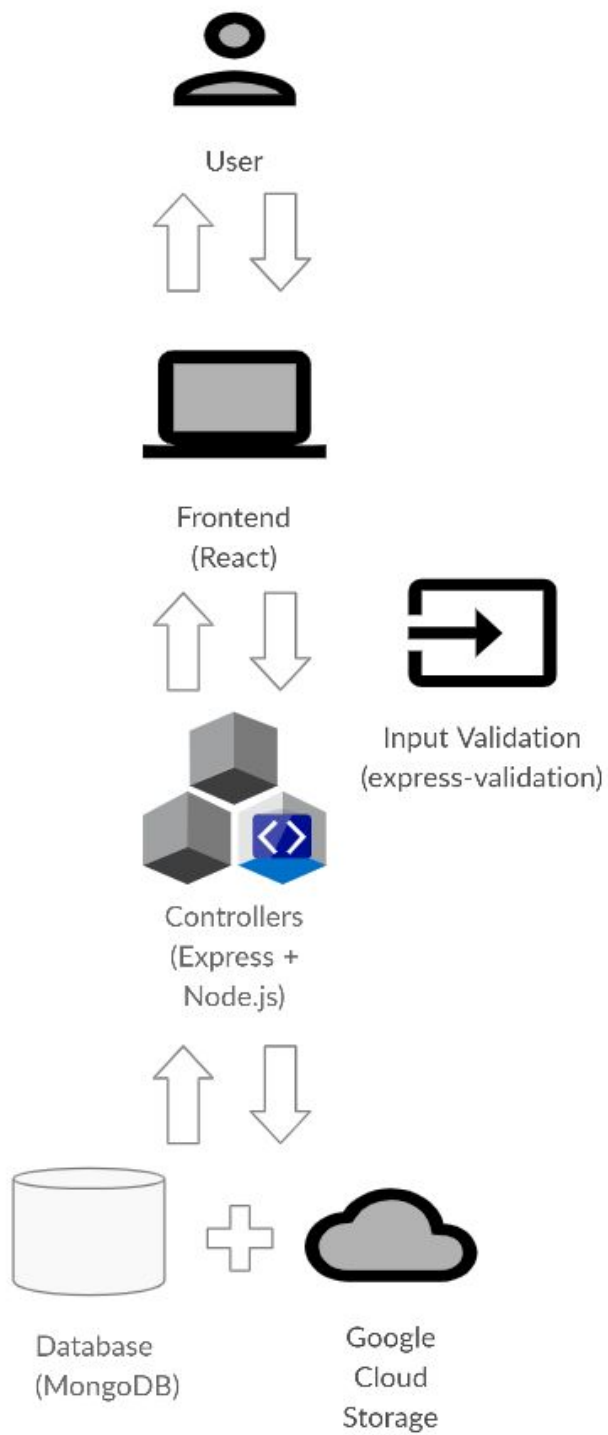 User
Frontend
(React)
Input Validation
(express-validation)
Controllers
(Express +
Node.js)
Database
(MongoDB)
Google
Cloud
Storage